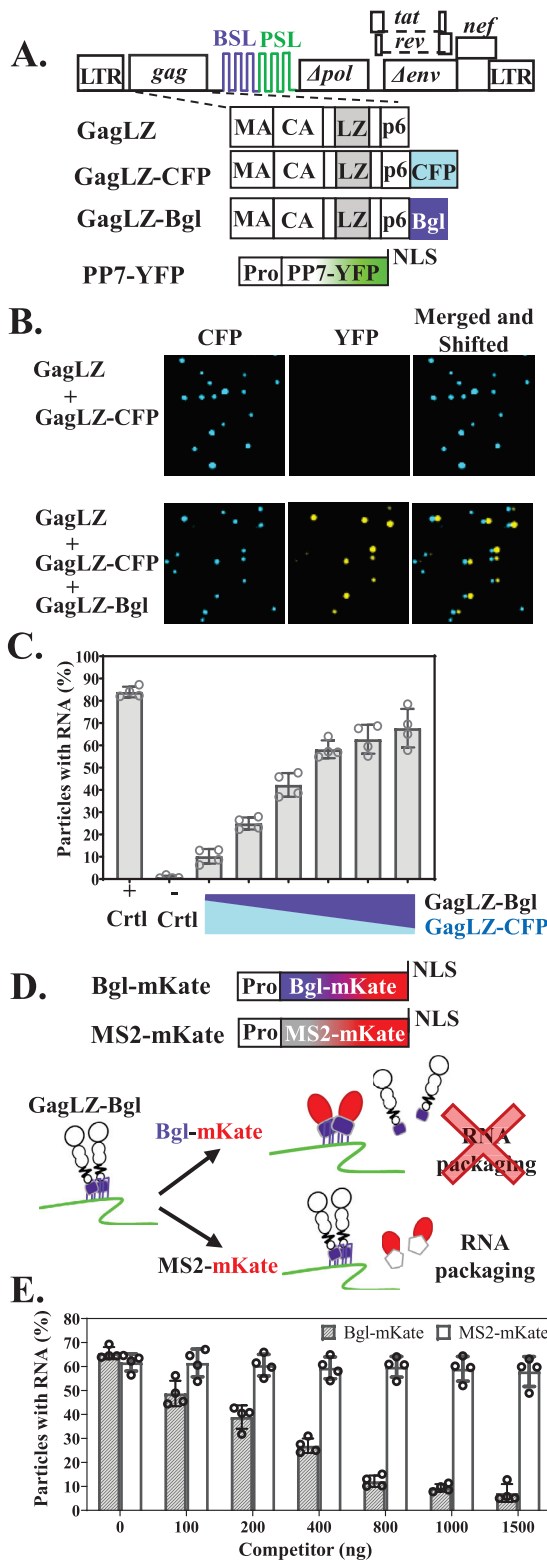 A.
BSL PSL
tat
rev
nef
LTR gag Δpol Δenv LTR
GagLZ MA CA LZ p6
GagLZ-CFP MA CA LZ p6 CFP
GagLZ-Bgl MA CA LZ p6 Bgl
PP7-YFP Pro PP7-YFP NLS
B.
CFP YFP Merged and
Shifted
GagLZ
+
GagLZ-CFP
GagLZ
+
GagLZ-CFP
+
GagLZ-Bgl
C.
Particles with RNA (%)
100
90
80
70
60
50
40
30
20
10
0
+ -
Crtl Crtl
GagLZ-Bgl
GagLZ-CFP
D.
Bgl-mKate Pro Bgl-mKate NLS
MS2-mKate Pro MS2-mKate NLS
GagLZ-Bgl
Bgl-mKate
RNA
packaging
MS2-mKate
RNA
packaging
E.
Particles with RNA (%)
80
70
60
50
40
30
20
10
0
Bgl-mKate MS2-mKate
0 100 200 400 800 1000 1500
Competitor (ng)